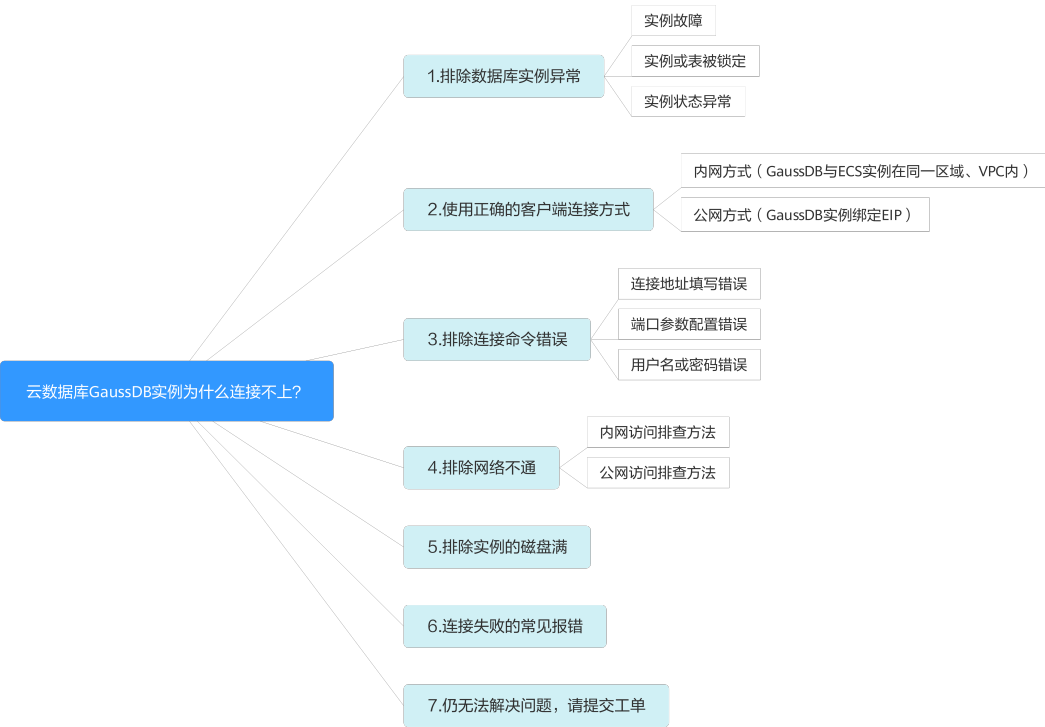 云数据库GaussDB实例为什么连接不上？
1.排除数据库实例异常
实例故障
实例或表被锁定
实例状态异常
2.使用正确的客户端连接方式
内网方式（GaussDB与ECS实例在同一区域、VPC内）
公网方式（GaussDB实例绑定EIP）
3.排除连接命令错误
连接地址填写错误
端口参数配置错误
用户名或密码错误
4.排除网络不通
内网访问排查方法
公网访问排查方法
5.排除实例的磁盘满
6.连接失败的常见报错
7.仍无法解决问题，请提交工单